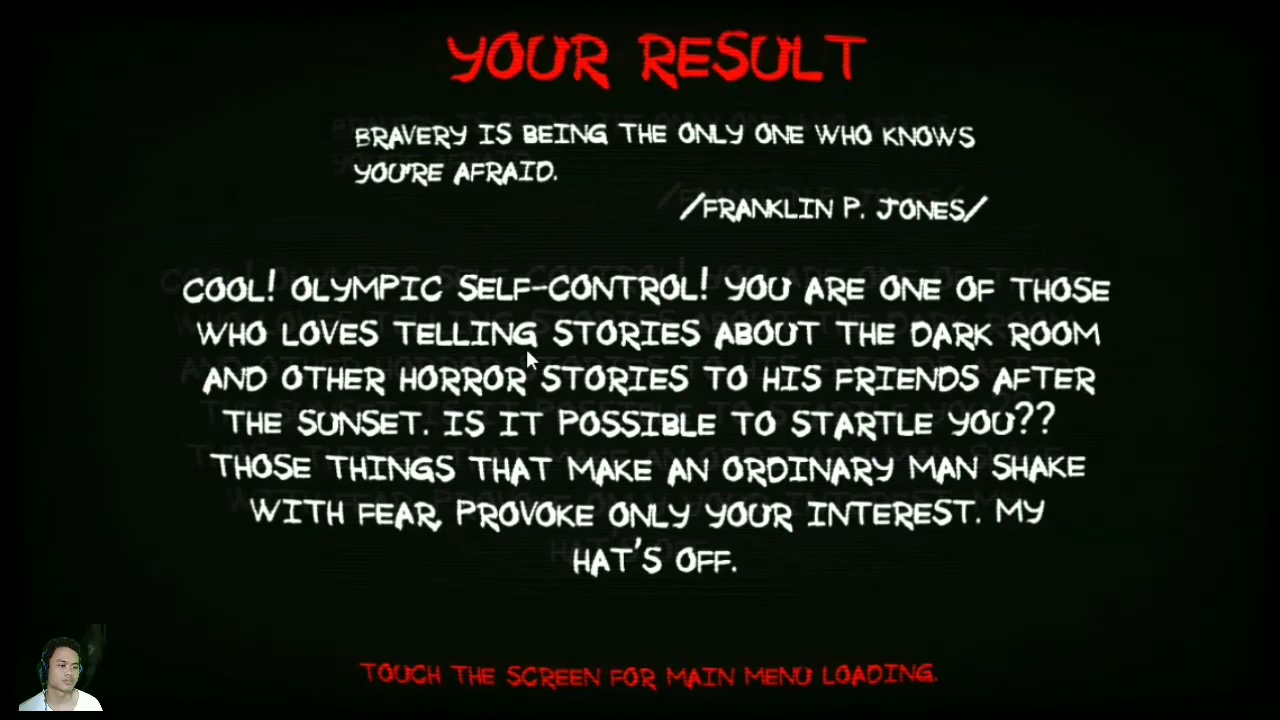 YOUR RESULT
BRAVERY IS BEING THE ONLY ONE WHO KNOWS
YOU'RE AFRAID.
/FRANKLIN P. JONES/
COOL! OLYMPIC SELF-CONTROL! YOU ARE ONE OF THOSE
WHO LOVES TELLING STORIES ABOUT THE DARK ROOM
AND OTHER HORROR STORIES TO HIS FRIENDS AFTER
THE SUNSET. IS IT POSSIBLE TO STARTLE YOU??
THOSE THINGS THAT MAKE AN ORDINARY MAN SHAKE
WITH FEAR, PROVOKE ONLY YOUR INTEREST. MY
HAT'S OFF.
TOUCH THE SCREEN FOR MAIN MENU LOADING.